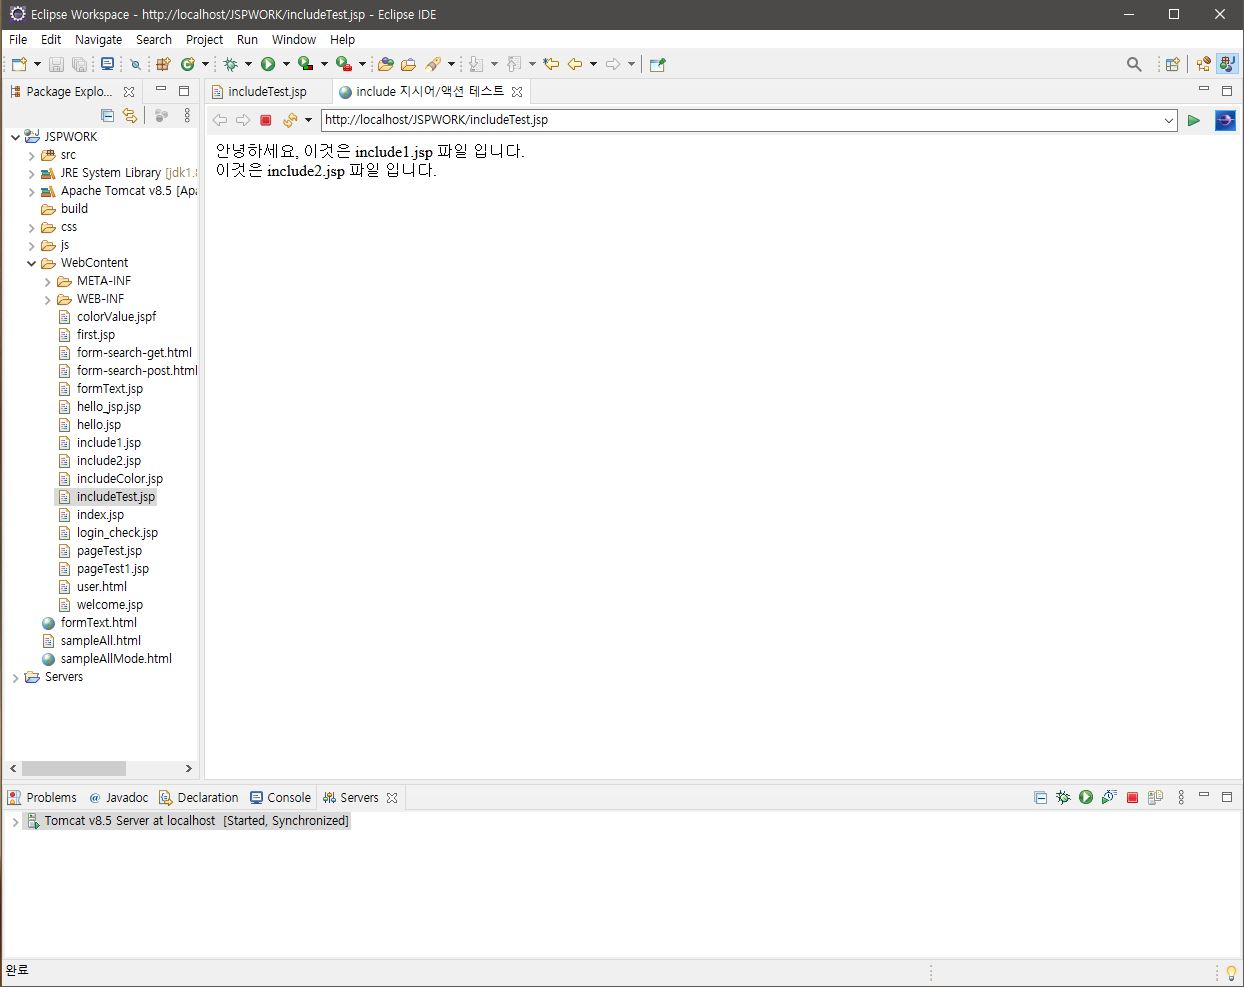 Eclipse Workspace - http://localhost/JSPWORK/includeTest.jsp - Eclipse IDE
File Edit Navigate Search Project Run Window Help
Package Explo...
includeTest.jsp
include 지시어/액션 테스트
http://localhost/JSPWORK/includeTest.jsp
안녕하세요, 이것은 include1.jsp 파일 입니다.
이것은 include2.jsp 파일 입니다.
JSPWORK
src
JRE System Library [jdk1.8
Apache Tomcat v8.5 [Apa
build
css
js
WebContent
META-INF
WEB-INF
colorValue.jspf
first.jsp
form-search-get.html
form-search-post.html
formText.jsp
hello_jsp.jsp
hello.jsp
include1.jsp
include2.jsp
includeColor.jsp
includeTest.jsp
index.jsp
login_check.jsp
pageTest.jsp
pageTest1.jsp
user.html
welcome.jsp
formText.html
sampleAll.html
sampleAllMode.html
Servers
Problems @ Javadoc Declaration Console Servers
Tomcat v8.5 Server at localhost [Started, Synchronized]
완료